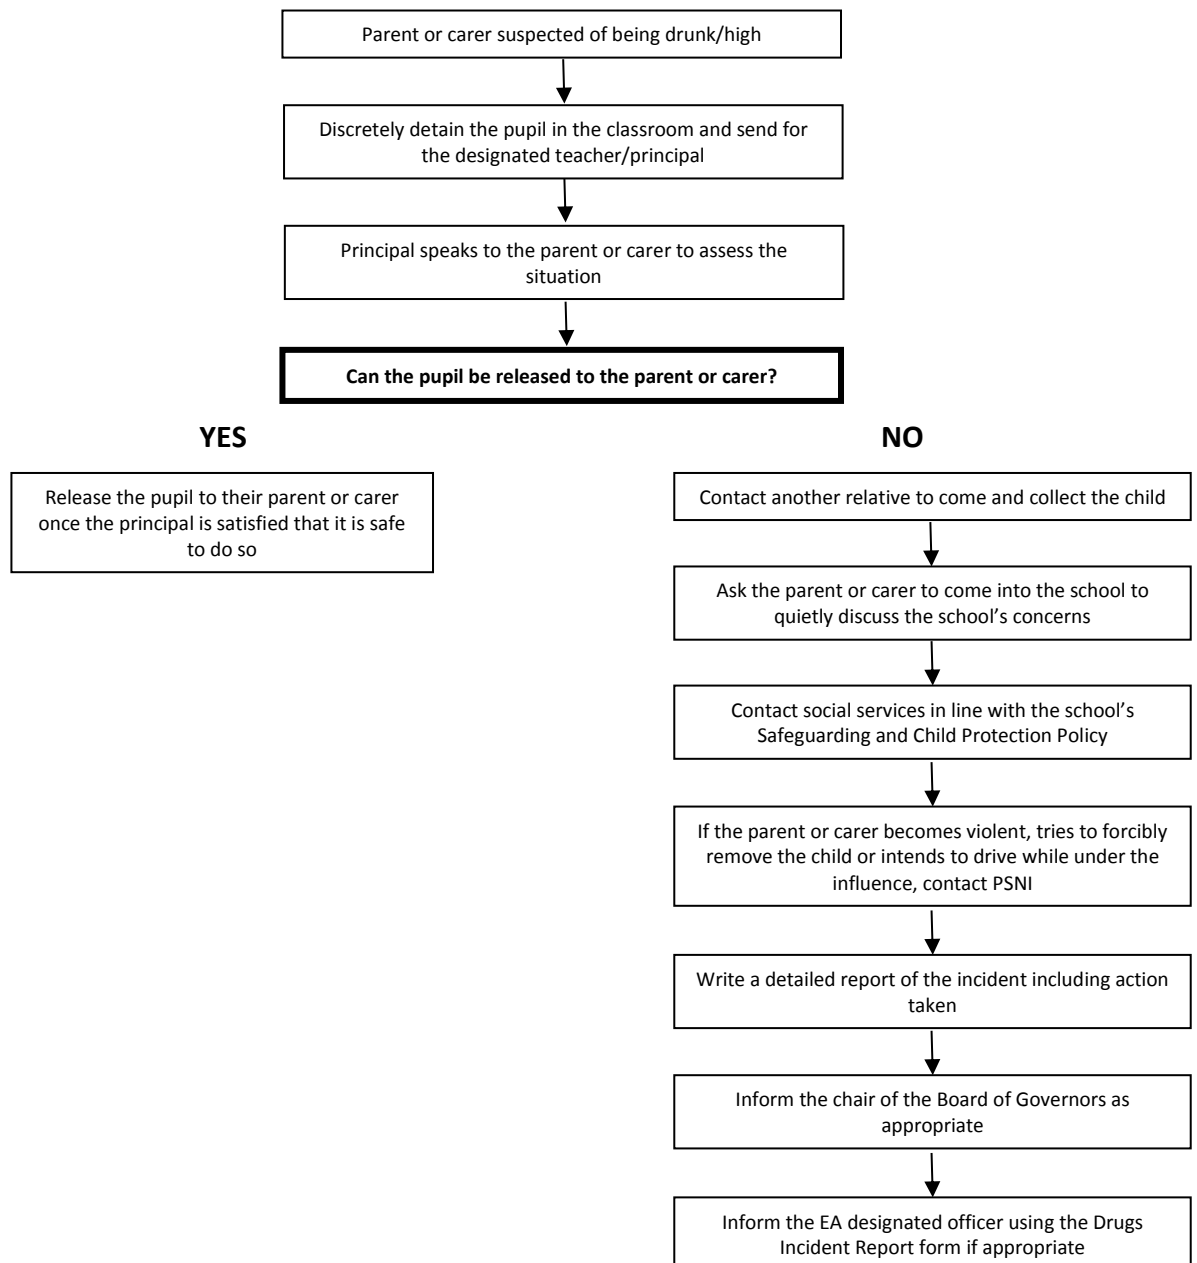 Parent or carer suspected of being drunk/high
Discretely detain the pupil in the classroom and send for
the designated teacher/principal
Principal speaks to the parent or carer to assess the
situation
Can the pupil be released to the parent or carer?
YES
Release the pupil to their parent or carer
once the principal is satisfied that it is safe
to do so
NO
Contact another relative to come and collect the child
Ask the parent or carer to come into the school to
quietly discuss the school’s concerns
Contact social services in line with the school’s
Safeguarding and Child Protection Policy
If the parent or carer becomes violent, tries to forcibly
remove the child or intends to drive while under the
influence, contact PSNI
Write a detailed report of the incident including action
taken
Inform the chair of the Board of Governors as
appropriate
Inform the EA designated officer using the Drugs
Incident Report form if appropriate